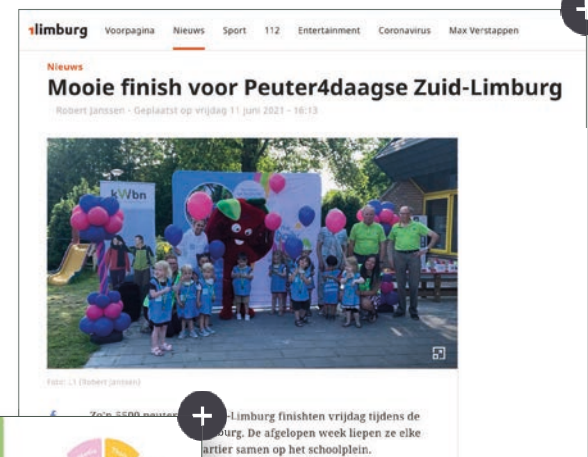 1limburg Voorpagina Nieuws Sport 112 Entertainment Coronavirus Max Verstappen
Nieuws
Mooie finish voor Peuter4daagse Zuid-Limburg
Robert Janssen - Geplaatst op vrijdag 11 juni 2021 - 16:13
kWbn
Foto: L1 (Robert Janssen)
Zo'n 5500 peuter -Limburg finishten vrijdag tijdens de
burg. De afgelopen week liepen ze elke
artier samen op het schoolplein.